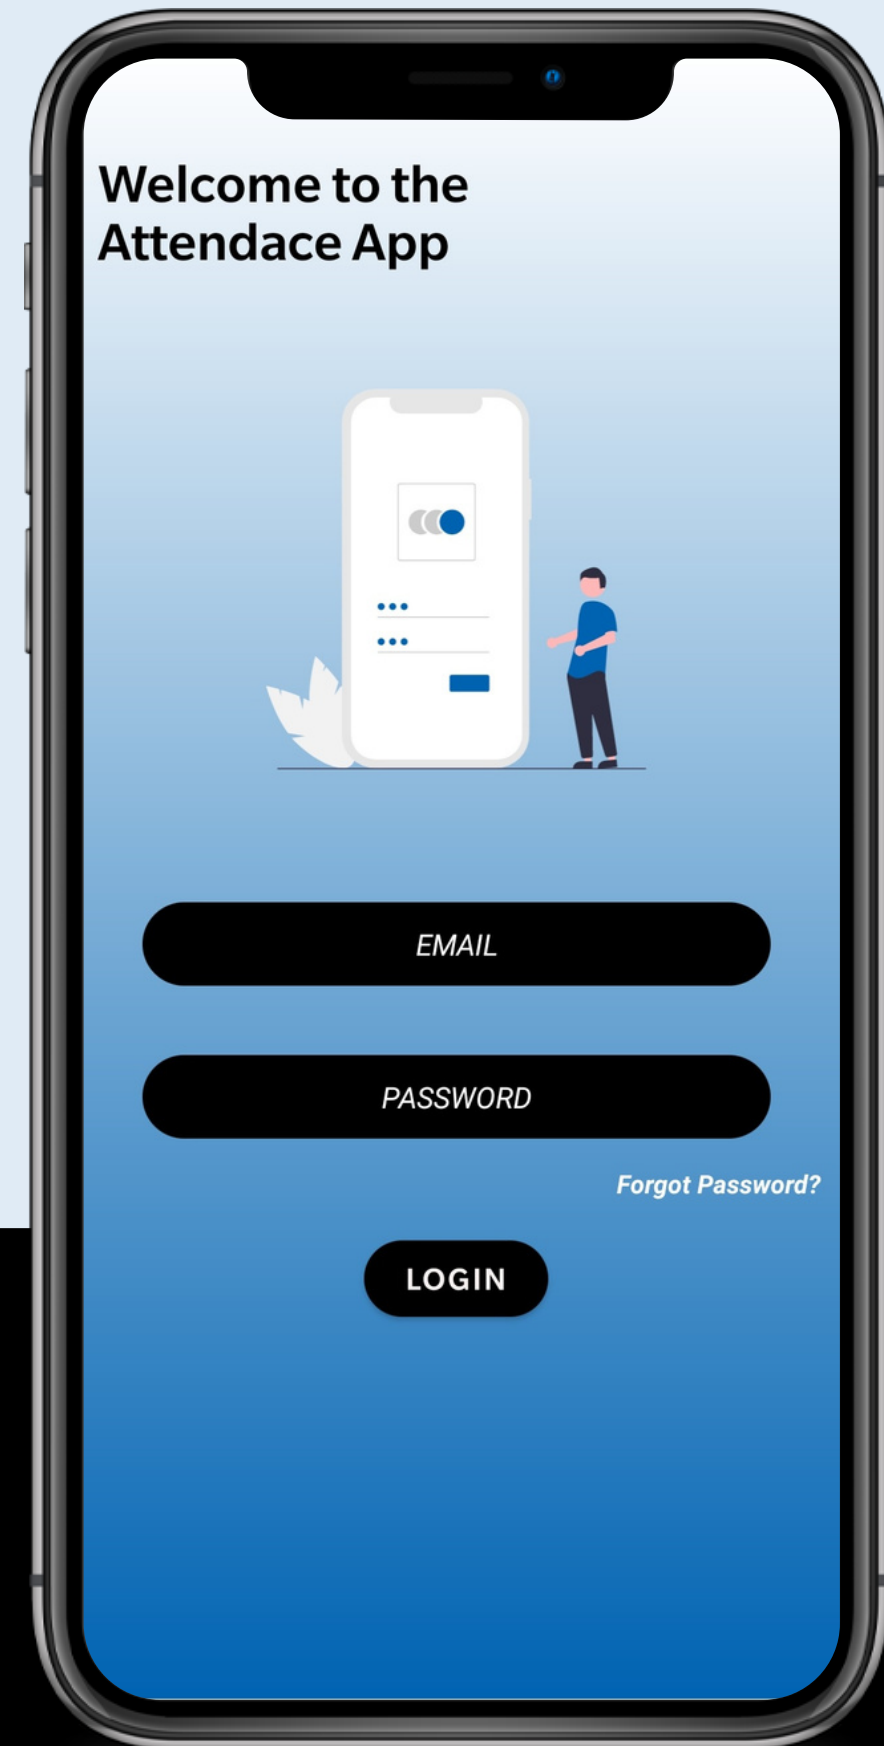 Welcome to the
Attendace App
EMAIL
PASSWORD
Forgot Password?
LOGIN